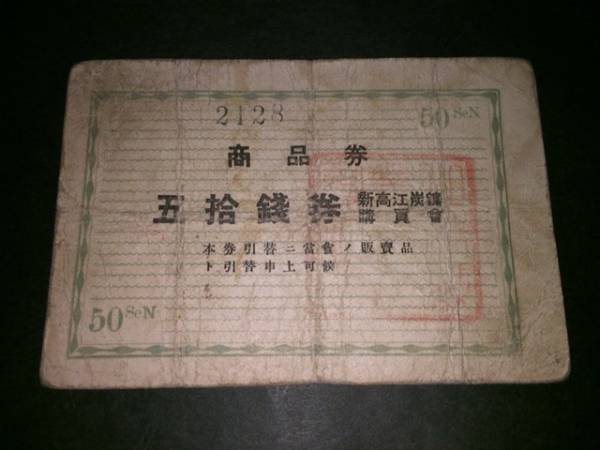 2128
50 SeN
商品券
五拾錢券 新高江炭鑛購買會
本券引替ニ當會ノ販賣品
ト引替申上可候
50 SeN